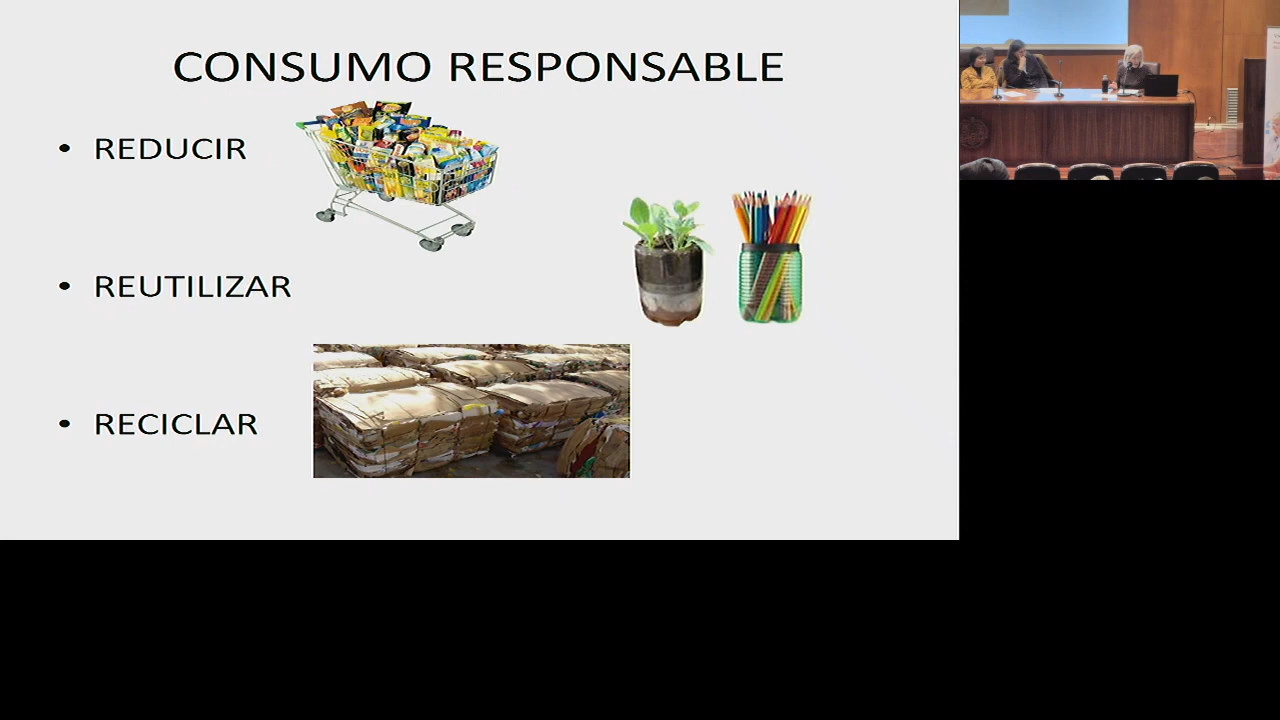 CONSUMO RESPONSABLE
• REDUCIR
• REUTILIZAR
• RECICLAR